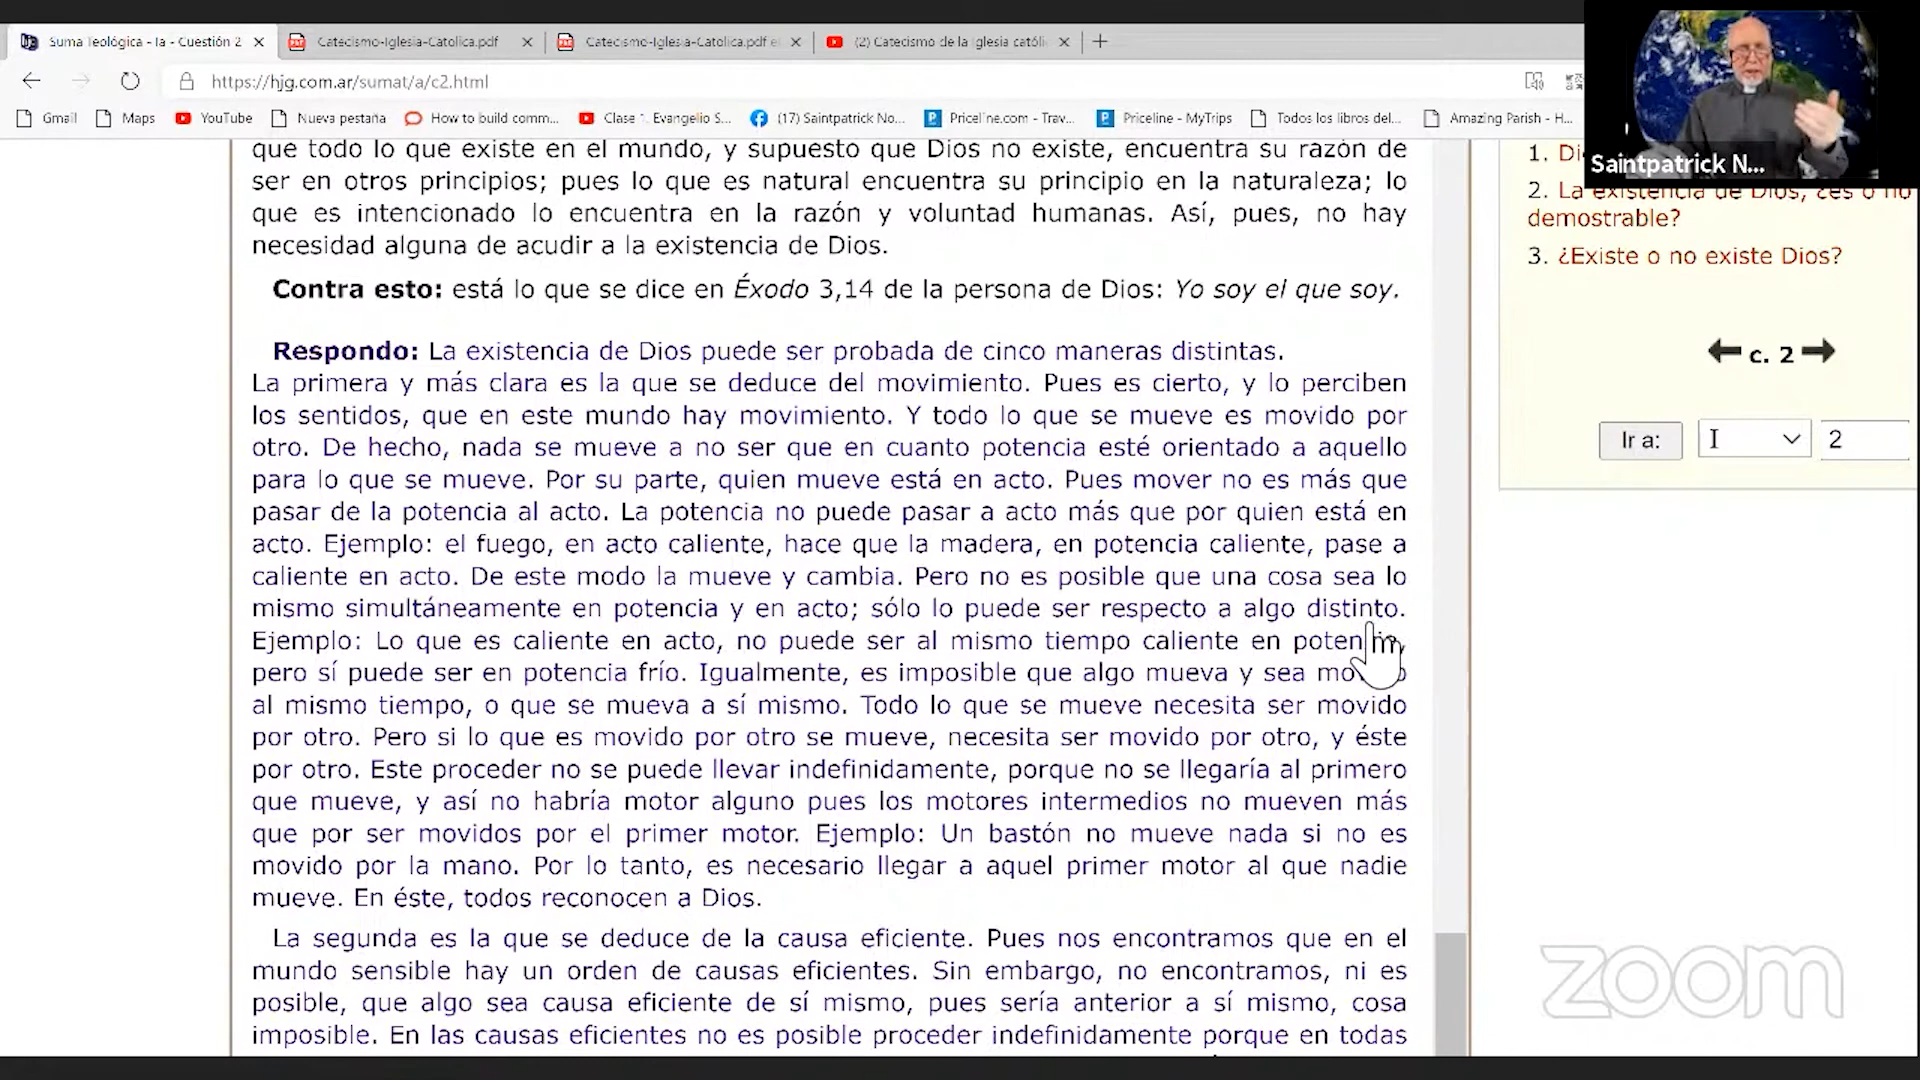 Suma Teológica - Ia - Cuestión 2
Catecismo-Iglesia-Catolica.pdf
Catecismo-Iglesia-Catolica.pdf e
(2) Catecismo de la iglesia católi
https://hjg.com.ar/sumat/a/c2.html
Gmail
Maps
YouTube
Nueva pestaña
How to build comm...
Clase 1. Evangelio S...
(17) Saintpatrick No...
Priceline.com - Trav...
Priceline - MyTrips
Todos los libros del...
Amazing Parish - H...
Saintpatrick N...
que todo lo que existe en el mundo, y supuesto que Dios no existe, encuentra su razón de
ser en otros principios; pues lo que es natural encuentra su principio en la naturaleza; lo
que es intencionado lo encuentra en la razón y voluntad humanas. Así, pues, no hay
necesidad alguna de acudir a la existencia de Dios.
Contra esto: está lo que se dice en Éxodo 3,14 de la persona de Dios: Yo soy el que soy.
Respondo: La existencia de Dios puede ser probada de cinco maneras distintas.
La primera y más clara es la que se deduce del movimiento. Pues es cierto, y lo perciben
los sentidos, que en este mundo hay movimiento. Y todo lo que se mueve es movido por
otro. De hecho, nada se mueve a no ser que en cuanto potencia esté orientado a aquello
para lo que se mueve. Por su parte, quien mueve está en acto. Pues mover no es más que
pasar de la potencia al acto. La potencia no puede pasar a acto más que por quien está en
acto. Ejemplo: el fuego, en acto caliente, hace que la madera, en potencia caliente, pase a
caliente en acto. De este modo la mueve y cambia. Pero no es posible que una cosa sea lo
mismo simultáneamente en potencia y en acto; sólo lo puede ser respecto a algo distinto.
Ejemplo: Lo que es caliente en acto, no puede ser al mismo tiempo caliente en potencia,
pero sí puede ser en potencia frío. Igualmente, es imposible que algo mueva y sea movido
al mismo tiempo, o que se mueva a sí mismo. Todo lo que se mueve necesita ser movido
por otro. Pero si lo que es movido por otro se mueve, necesita ser movido por otro, y éste
por otro. Este proceder no se puede llevar indefinidamente, porque no se llegaría al primero
que mueve, y así no habría motor alguno pues los motores intermedios no mueven más
que por ser movidos por el primer motor. Ejemplo: Un bastón no mueve nada si no es
movido por la mano. Por lo tanto, es necesario llegar a aquel primer motor al que nadie
mueve. En éste, todos reconocen a Dios.
La segunda es la que se deduce de la causa eficiente. Pues nos encontramos que en el
mundo sensible hay un orden de causas eficientes. Sin embargo, no encontramos, ni es
posible, que algo sea causa eficiente de sí mismo, pues sería anterior a sí mismo, cosa
imposible. En las causas eficientes no es posible proceder indefinidamente porque en todas
1. Di
2. La existencia de Dios, ¿es o no
demostrable?
3. ¿Existe o no existe Dios?
c. 2
Ir a: I 2
zoom